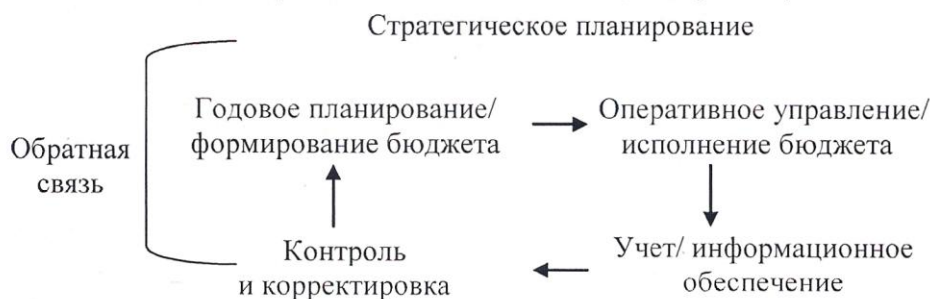 Стратегическое планирование
Годовое планирование/
формирование бюджета
Оперативное управление/
исполнение бюджета
Обратная
связь
Контроль
и корректировка
Учет/ информационное
обеспечение